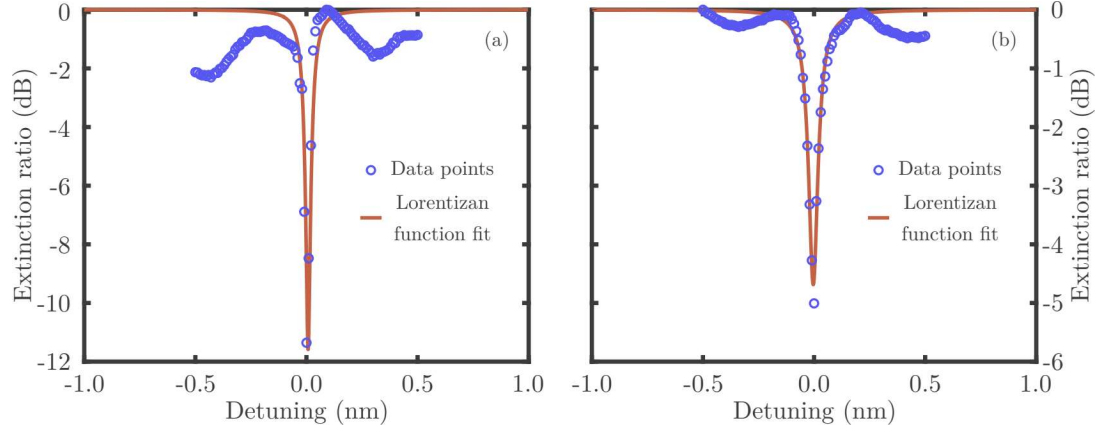 Extinction ratio (dB)
0
-2
-4
-6
-8
-10
-12
-1.0
-0.5
0.0
0.5
1.0
Detuning (nm)
(a)
Data points
Lorentizan
function fit
-1.0
-0.5
0.0
0.5
1.0
Detuning (nm)
(b)
Data points
Lorentizan
function fit
0
-1
-2
-3
-4
-5
-6
Extinction ratio (dB)